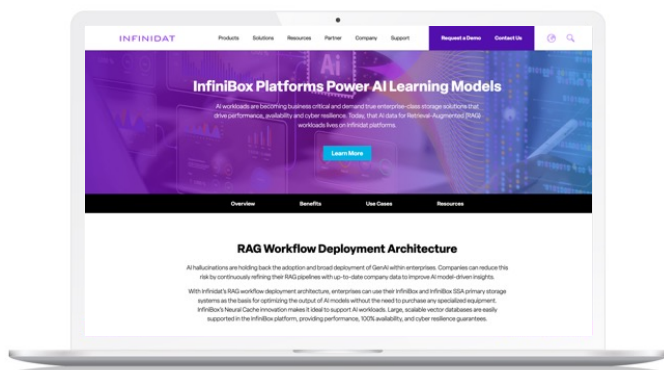 INFINIDAT
Products Solutions Resources Partner Company Support Request a Demo Contact Us
Ai
InfiniBox Platforms Power AI Learning Models
AI workloads are becoming business critical and demand true enterprise-class storage solutions that
drive performance, availability and cyber resilience. Today, that AI data for Retrieval-Augmented (RAG)
workloads lives on Infinidat platforms.
Learn More
Overview Benefits Use Cases Resources
RAG Workflow Deployment Architecture
AI hallucinations are holding back the adoption and broad deployment of GenAI within enterprises. Companies can reduce this
risk by continuously refining their RAG pipelines with up-to-date company data to improve AI model-driven insights.
With Infinidat's RAG workflow deployment architecture, enterprises can use their InfiniBox and InfiniBox SSA primary storage
systems as the basis for optimizing the output of AI models without the need to purchase any specialized equipment.
InfiniBox's Neural Cache innovation makes it ideal to support AI workloads. Large, scalable vector databases are easily
supported in the InfiniBox platform, providing performance, 100% availability, and cyber resilience guarantees.